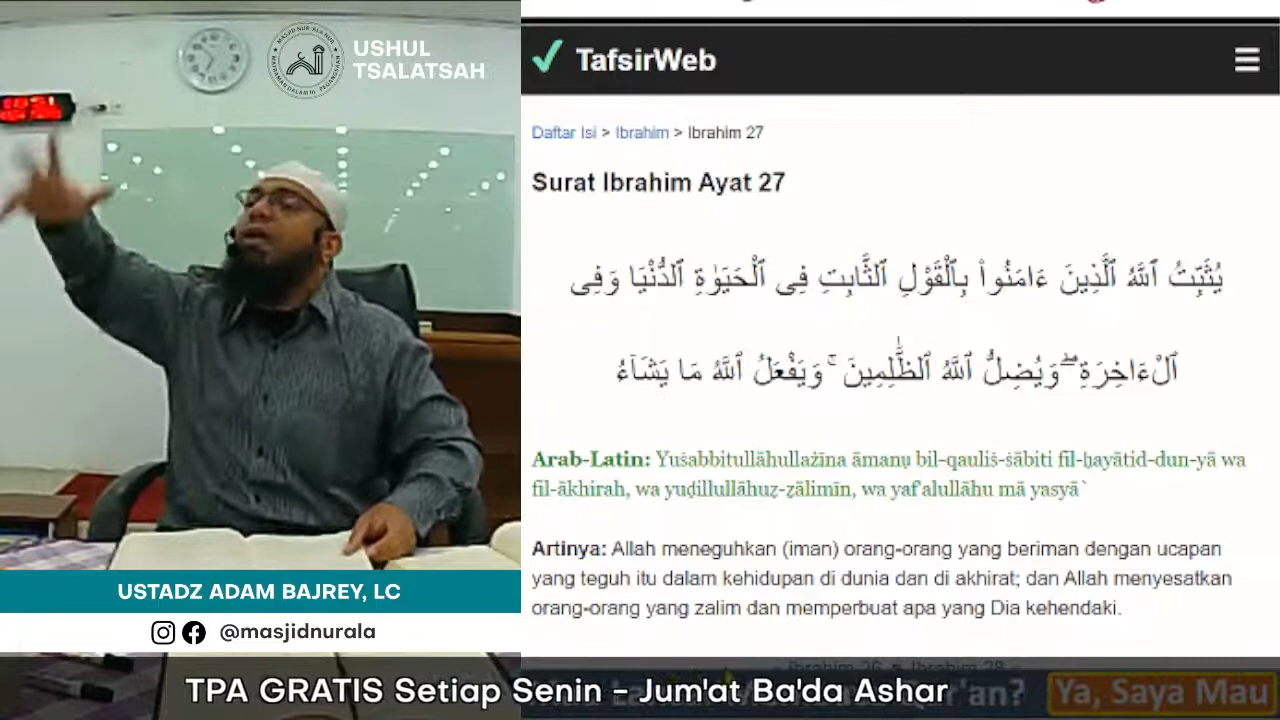 USHUL
TSALATSAH
USTADZ ADAM BAJREY, LC
@masjidnurala
TPA GRATIS Setiap Senin - Jum'at Ba'da Ashar
TafsirWeb
Daftar Isi > Ibrahim > Ibrahim 27
Surat Ibrahim Ayat 27
يُثَبِّتُ ٱللَّهُ ٱلَّذِينَ ءَامَنُوا۟ بِٱلْقَوْلِ ٱلثَّابِتِ فِى ٱلْحَيَوٰةِ ٱلدُّنْيَا وَفِى
ٱلْءَاخِرَةِ ۖ وَيُضِلُّ ٱللَّهُ ٱلظَّٰلِمِينَ ۚ وَيَفْعَلُ ٱللَّهُ مَا يَشَآءُ
Arab-Latin: Yuṡabbitullāhullażīna āmanụ bil-qauliṡ-ṡābiti fil-ḥayātid-dun-yā wa
fil-ākhirah, wa yuḍillullāhuẓ-ẓālimīn, wa yaf'alullāhu mā yasyā`
Artinya: Allah meneguhkan (iman) orang-orang yang beriman dengan ucapan
yang teguh itu dalam kehidupan di dunia dan di akhirat; dan Allah menyesatkan
orang-orang yang zalim dan memperbuat apa yang Dia kehendaki.
Ibrahim 26 Ibrahim 28
Ya, Saya Mau